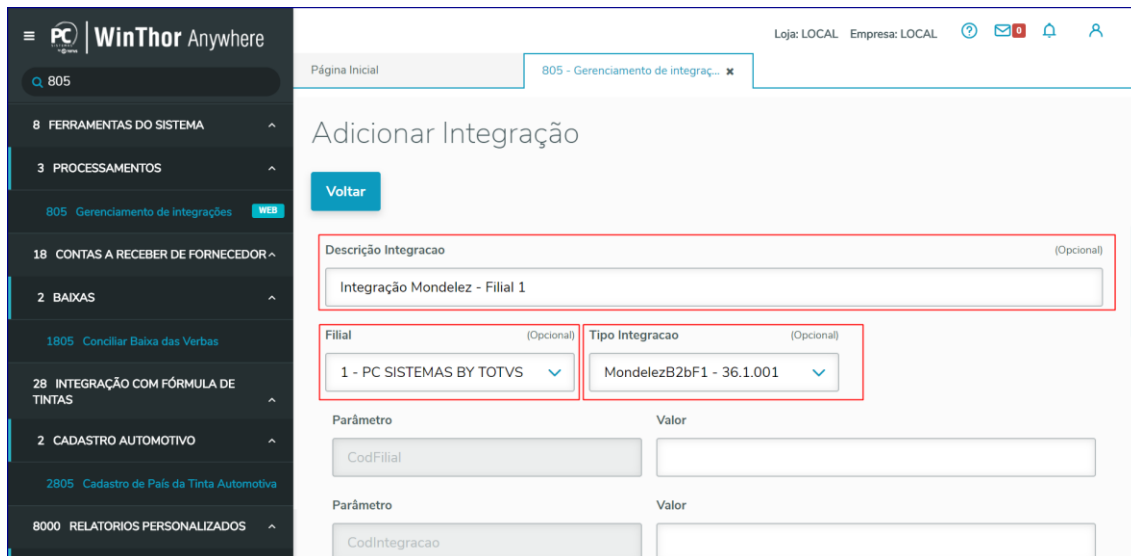 PC | WinThor Anywhere
805
8 FERRAMENTAS DO SISTEMA
3 PROCESSAMENTOS
805 Gerenciamento de integrações WEB
18 CONTAS A RECEBER DE FORNECEDOR
2 BAIXAS
1805 Conciliar Baixa das Verbas
28 INTEGRAÇÃO COM FÓRMULA DE
TINTAS
2 CADASTRO AUTOMOTIVO
2805 Cadastro de País da Tinta Automotiva
8000 RELATORIOS PERSONALIZADOS
Loja: LOCAL Empresa: LOCAL 0
Página Inicial 805 - Gerenciamento de integraç...
Adicionar Integração
Voltar
Descrição Integracao (Opcional)
Integração Mondelez - Filial 1
Filial (Opcional) Tipo Integracao (Opcional)
1 - PC SISTEMAS BY TOTVS MondelezB2bF1 - 36.1.001
Parâmetro Valor
CodFilial
Parâmetro Valor
CodIntegracao